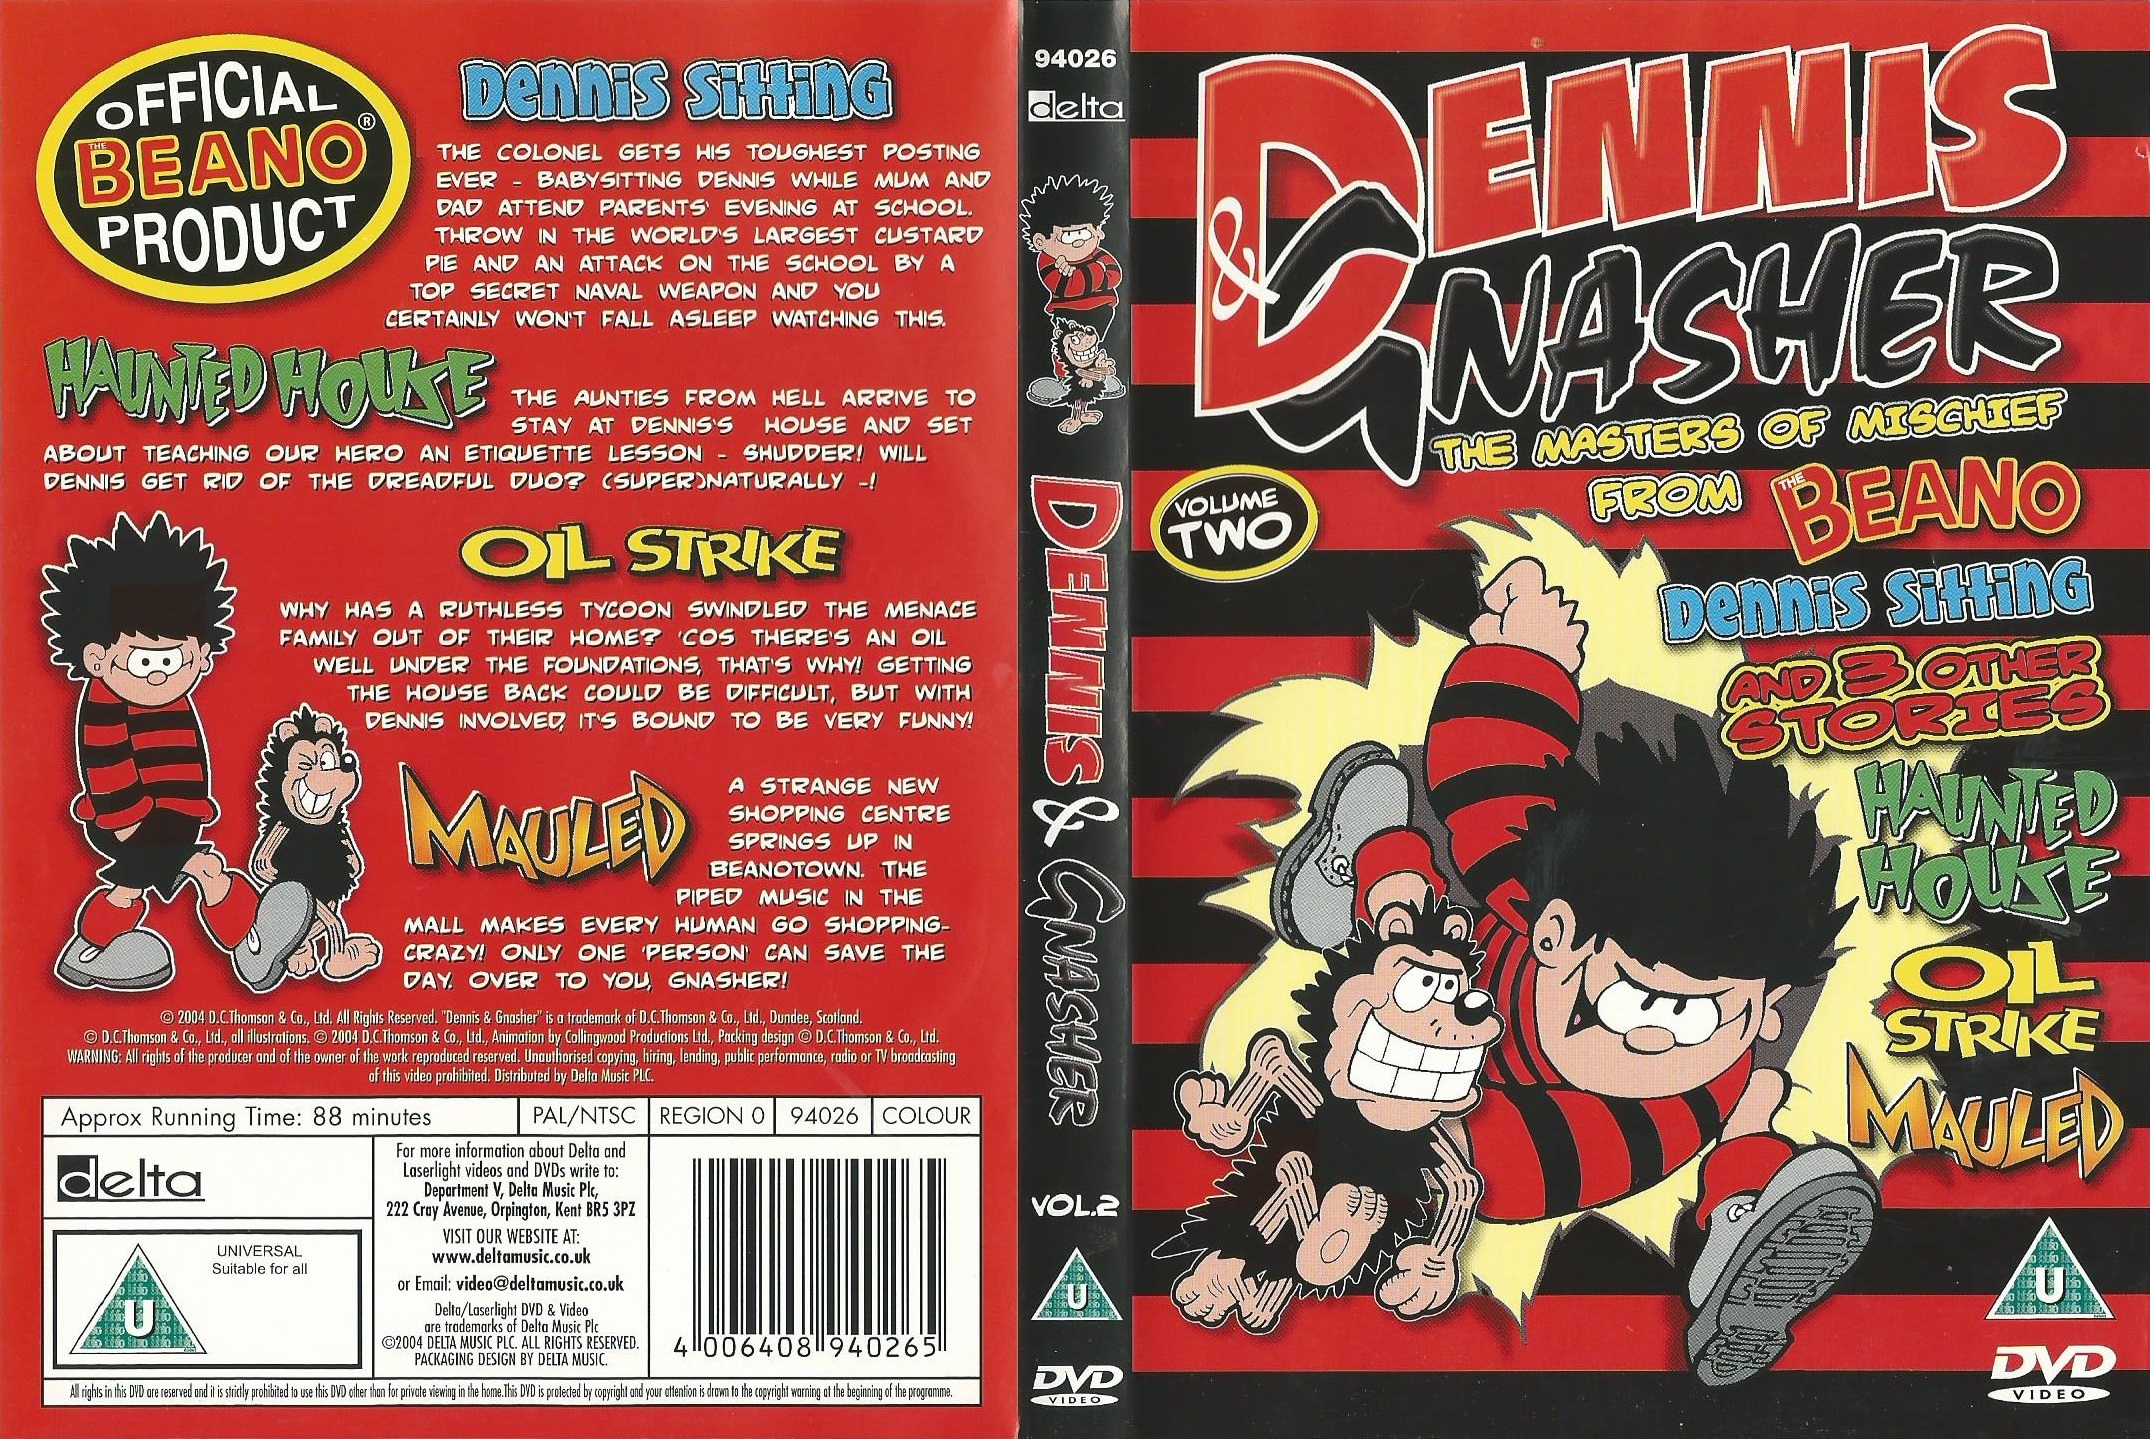 OFFICIAL
THE BEANO®
PRODUCT
Dennis Sitting
THE COLONEL GETS HIS TOUGHEST POSTING
EVER - BABYSITTING DENNIS WHILE MUM AND
DAD ATTEND PARENTS' EVENING AT SCHOOL.
THROW IN THE WORLD'S LARGEST CUSTARD
PIE AND AN ATTACK ON THE SCHOOL BY A
TOP SECRET NAVAL WEAPON AND YOU
CERTAINLY WON'T FALL ASLEEP WATCHING THIS.
HAUNTED HOUSE
THE AUNTIES FROM HELL ARRIVE TO
STAY AT DENNIS'S HOUSE AND SET
ABOUT TEACHING OUR HERO AN ETIQUETTE LESSON - SHUDDER! WILL
DENNIS GET RID OF THE DREADFUL DUO? (SUPER)NATURALLY -!
OIL STRIKE
WHY HAS A RUTHLESS TYCOON SWINDLED THE MENACE
FAMILY OUT OF THEIR HOME? 'COS THERE'S AN OIL
WELL UNDER THE FOUNDATIONS, THAT'S WHY! GETTING
THE HOUSE BACK COULD BE DIFFICULT, BUT WITH
DENNIS INVOLVED, IT'S BOUND TO BE VERY FUNNY!
MAULED
A STRANGE NEW
SHOPPING CENTRE
SPRINGS UP IN
BEANOTOWN. THE
PIPED MUSIC IN THE
MALL MAKES EVERY HUMAN GO SHOPPING-
CRAZY! ONLY ONE 'PERSON' CAN SAVE THE
DAY. OVER TO YOU, GNASHER!
© 2004 D.C.Thomson & Co., Ltd. All Rights Reserved. "Dennis & Gnasher" is a trademark of D.C.Thomson & Co., Ltd., Dundee, Scotland.
© D.C.Thomson & Co., Ltd., all illustrations. © 2004 D.C.Thomson & Co., Ltd., Animation by Collingwood Productions Ltd., Packing design © D.C.Thomson & Co., Ltd.
WARNING: All rights of the producer and of the owner of the work reproduced reserved. Unauthorised copying, hiring, lending, public performance, radio or TV broadcasting
of this video prohibited. Distributed by Delta Music PLC.
Approx Running Time: 88 minutes
PAL/NTSC
REGION 0
94026
COLOUR
delta
UNIVERSAL
Suitable for all
U
For more information about Delta and
Laserlight videos and DVDs write to:
Department V, Delta Music Plc,
222 Cray Avenue, Orpington, Kent BR5 3PZ
VISIT OUR WEBSITE AT:
www.deltamusic.co.uk
or Email: video@deltamusic.co.uk
Delta/Laserlight DVD & Video
are trademarks of Delta Music Plc
©2004 DELTA MUSIC PLC. ALL RIGHTS RESERVED.
PACKAGING DESIGN BY DELTA MUSIC.
4 006408 940265
All rights in this DVD are reserved and it is strictly prohibited to use this DVD other than for private viewing in the home. This DVD is protected by copyright and your attention is drawn to the copyright warning at the beginning of the programme.
94026
delta
DENNIS & GNASHER
VOL.2
U
DVD
VIDEO
DENNIS
& GNASHER
THE MASTERS OF MISCHIEF
FROM THE BEANO
VOLUME
TWO
Dennis Sitting
AND 3 OTHER
STORIES
HAUNTED
HOUSE
OIL
STRIKE
MAULED
U
DVD
VIDEO